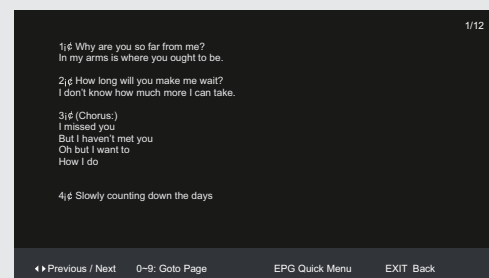 1/12
1¡¢ Why are you so far from me?
In my arms is where you ought to be.
2¡¢ How long will you make me wait?
I don't know how much more I can take.
3¡¢ (Chorus:)
I missed you
But I haven't met you
Oh but I want to
How I do
4¡¢ Slowly counting down the days
Previous / Next 0~9: Goto Page EPG Quick Menu EXIT Back